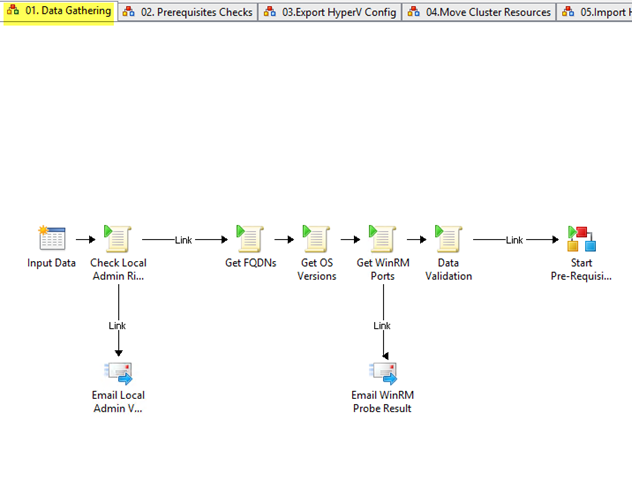 01. Data Gathering
02. Prerequisites Checks
03.Export HyperV Config
04.Move Cluster Resources
05.Import H
Input Data
Check Local
Admin Ri...
Link
Get FQDNs
Get OS
Versions
Get WinRM
Ports
Data
Validation
Link
Start
Pre-Requisi...
Link
Link
Email Local
Admin V...
Email WinRM
Probe Result